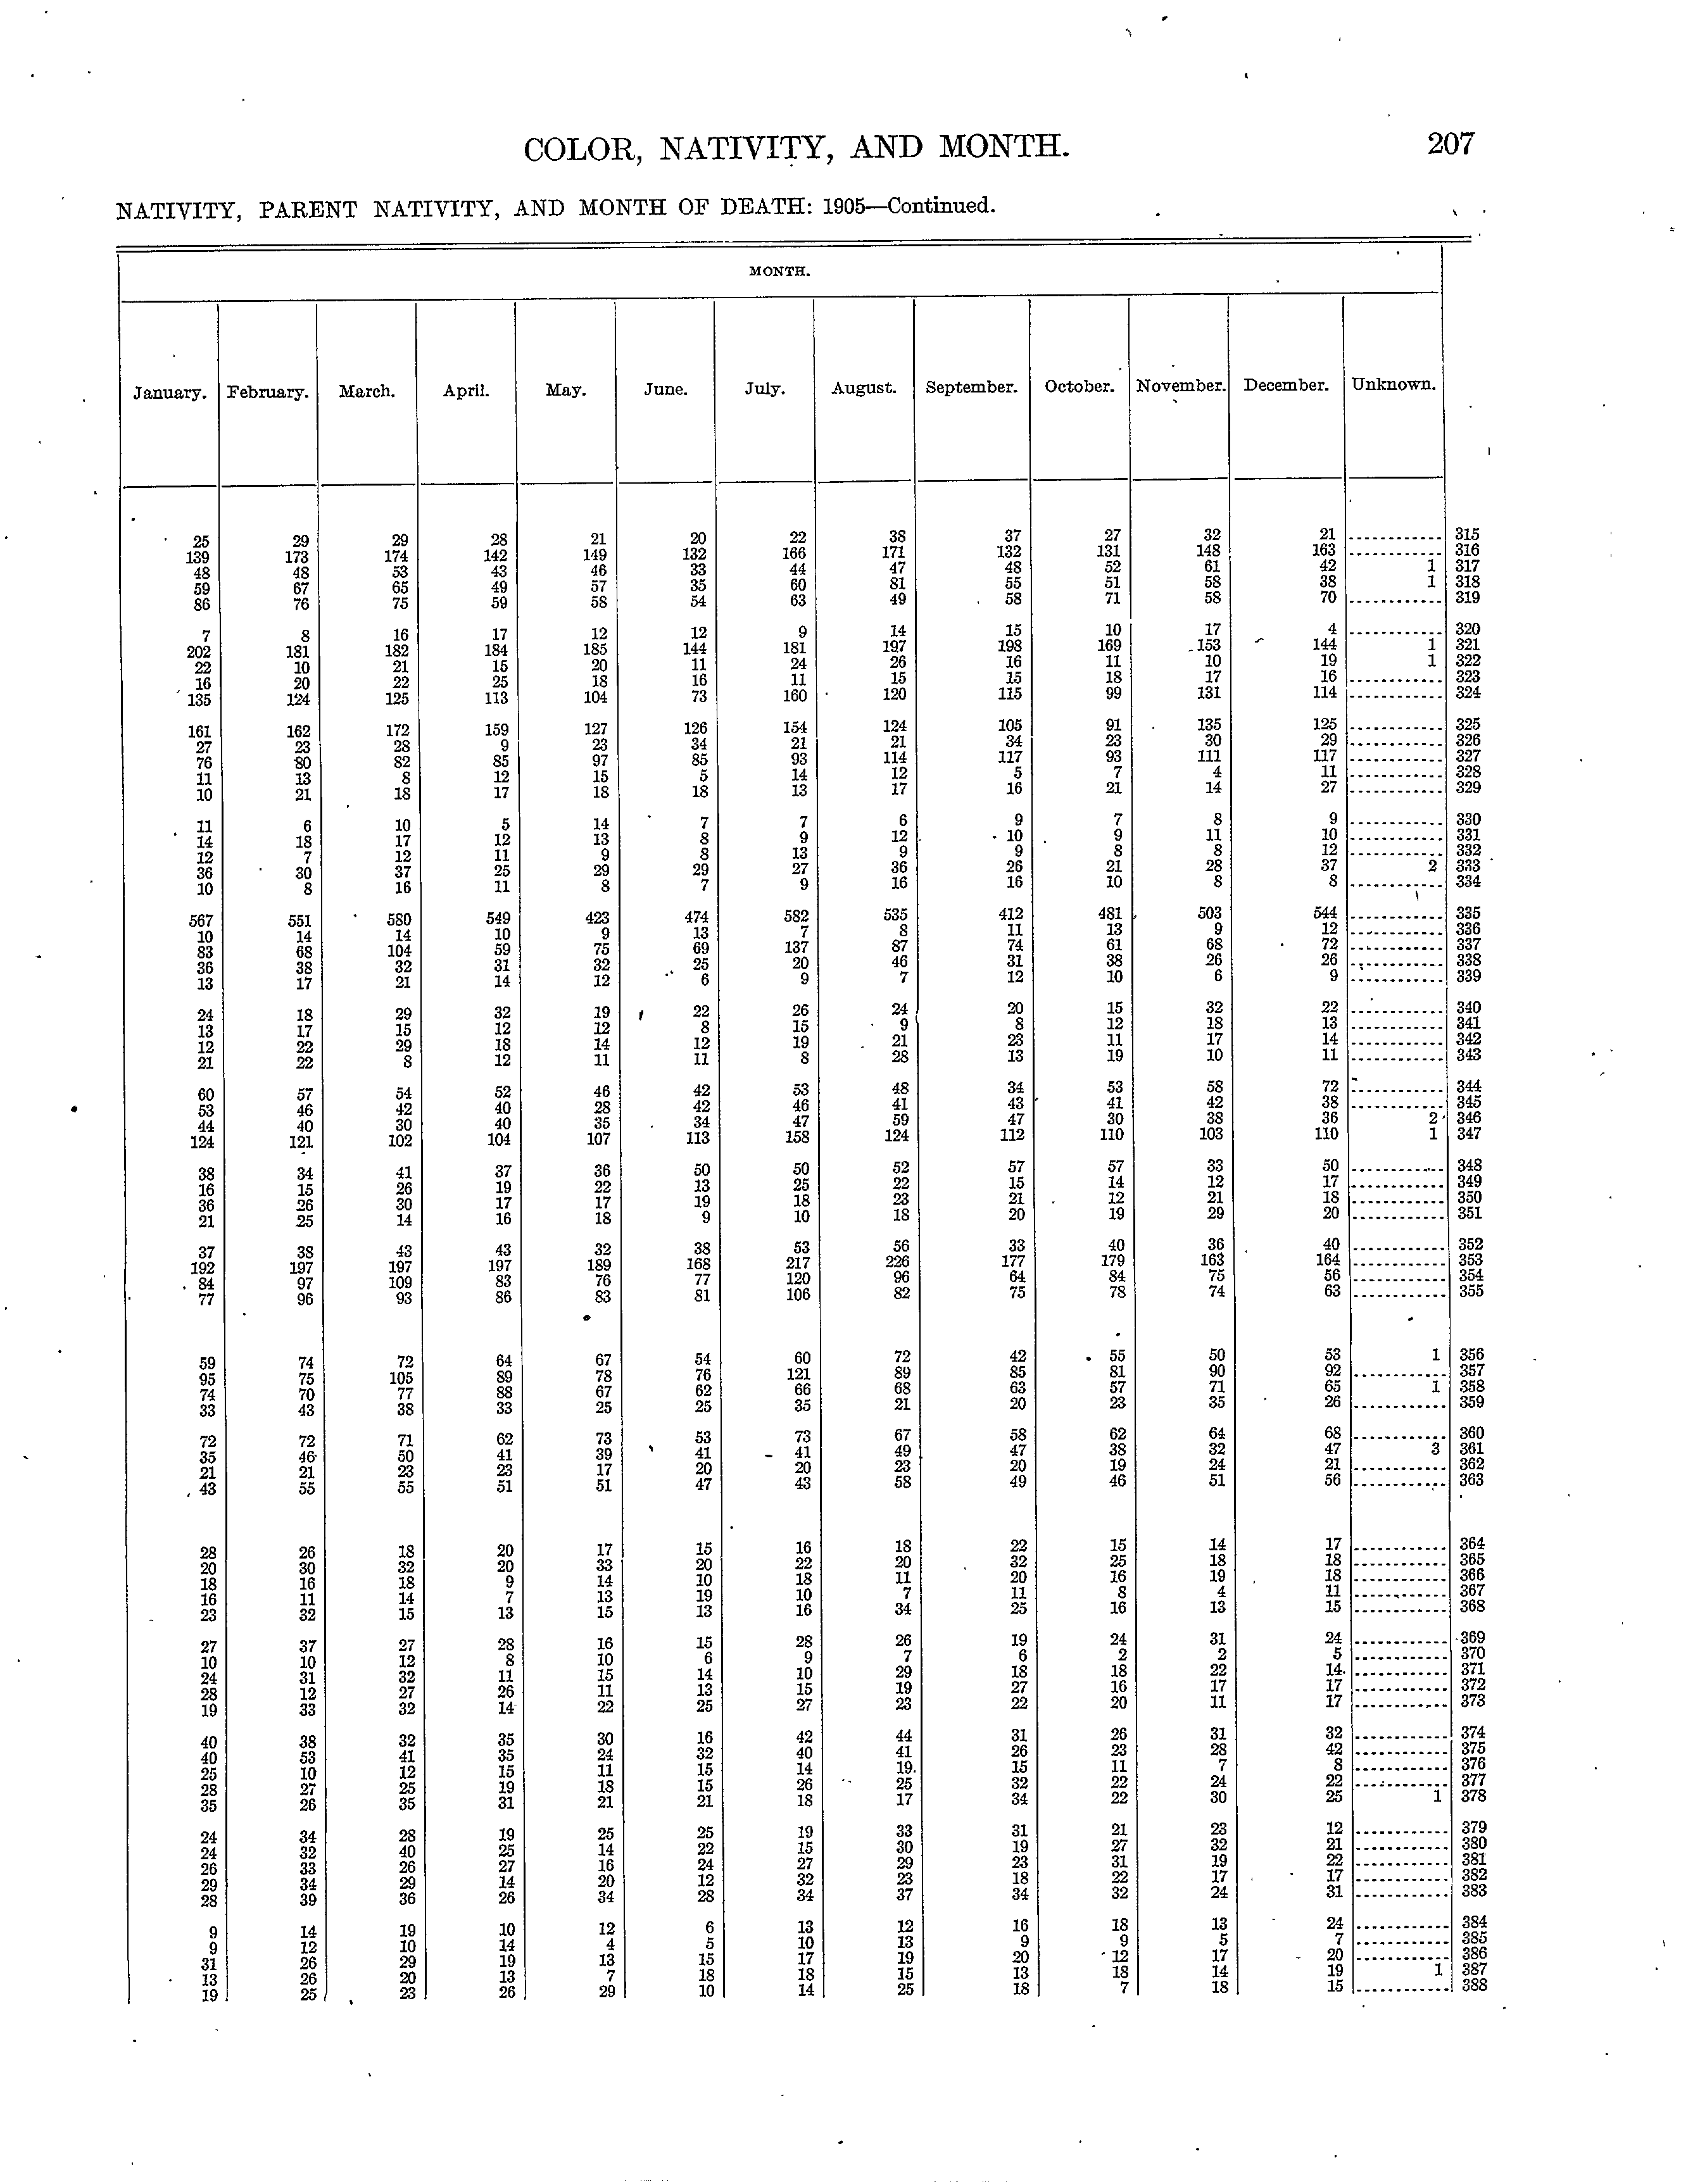 COLOR, NATIVITY, AND MONTH. 207
NATIVITY, PARENT NATIVITY, AND MONTH OF DEATH: 1905—Continued.
MONTH.
January. February. March. April. May. June. July. August. September. October. November. December. Unknown.
25 29 29 28 21 20 22 38 37 27 32 21 ............ 315
139 173 174 142 149 132 166 171 132 131 148 163 ............ 316
48 48 53 43 46 33 44 47 48 52 61 42 1 317
59 67 65 49 57 35 60 81 55 51 58 38 1 318
86 76 75 59 58 54 63 49 58 71 58 70 ............ 319
7 8 16 17 12 12 9 14 15 10 17 4 ............ 320
202 181 182 184 185 144 181 197 198 169 153 144 1 321
22 10 21 15 20 11 24 26 16 11 10 19 1 322
16 20 22 25 18 16 11 15 15 18 17 16 ............ 323
135 124 125 113 104 73 160 120 115 99 131 114 ............ 324
161 162 172 159 127 126 154 124 105 91 135 125 ............ 325
27 23 28 9 23 34 21 21 34 23 30 29 ............ 326
76 80 82 85 97 85 93 114 117 93 111 117 ............ 327
11 13 8 12 15 5 14 12 5 7 4 11 ............ 328
10 21 18 17 18 18 13 17 16 21 14 27 ............ 329
11 6 10 5 14 7 7 6 9 7 8 9 ............ 330
14 18 17 12 13 8 9 12 10 9 11 10 ............ 331
12 7 12 11 9 8 13 9 9 8 8 12 ............ 332
36 30 37 25 29 29 27 36 26 21 28 37 2 333
10 8 16 11 8 7 9 16 16 10 8 8 ............ 334
567 551 580 549 423 474 582 535 412 481 503 544 ............ 335
10 14 14 10 9 13 7 8 11 13 9 12 ............ 336
83 68 104 59 75 69 137 87 74 61 68 72 ............ 337
36 38 32 31 32 25 20 46 31 38 26 26 ............ 338
13 17 21 14 12 6 9 7 12 10 6 9 ............ 339
24 18 29 32 19 22 26 24 20 15 32 22 ............ 340
13 17 15 12 12 8 15 9 8 12 18 13 ............ 341
12 22 29 18 14 12 19 21 23 11 17 14 ............ 342
21 22 8 12 11 11 8 28 13 19 10 11 ............ 343
60 57 54 52 46 42 53 48 34 53 58 72 ............ 344
53 46 42 40 28 42 46 41 43 41 42 38 ............ 345
44 40 30 40 35 34 47 59 47 30 38 36 2 346
124 121 102 104 107 113 158 124 112 110 103 110 1 347
38 34 41 37 36 50 50 52 57 57 33 50 ............ 348
16 15 26 19 22 13 25 22 15 14 12 17 ............ 349
36 26 30 17 17 19 18 23 21 12 21 18 ............ 350
21 25 14 16 18 9 10 18 20 19 29 20 ............ 351
37 38 43 43 32 38 53 56 33 40 36 40 ............ 352
192 197 197 197 189 168 217 226 177 179 163 164 ............ 353
84 97 109 83 76 77 120 96 64 84 75 56 ............ 354
77 96 93 86 83 81 106 82 75 78 74 63 ............ 355
59 74 72 64 67 54 60 72 42 55 50 53 1 356
95 75 105 89 78 76 121 89 85 81 90 92 ............ 357
74 70 77 88 67 62 66 68 63 57 71 65 1 358
33 43 38 33 25 25 35 21 20 23 35 26 ............ 359
72 72 71 62 73 53 73 67 58 62 64 68 ............ 360
35 46 50 41 39 41 41 49 47 38 32 47 3 361
21 21 23 23 17 20 20 23 20 19 24 21 ............ 362
43 55 55 51 51 47 43 58 49 46 51 56 ............ 363
28 26 18 20 17 15 16 18 22 15 14 17 ............ 364
20 30 32 20 33 20 22 20 32 25 18 18 ............ 365
18 16 18 9 14 10 18 11 20 16 19 18 ............ 366
16 11 14 7 13 19 10 7 11 8 4 11 ............ 367
23 32 15 13 15 13 16 34 25 16 13 15 ............ 368
27 37 27 28 16 15 28 26 19 24 31 24 ............ 369
10 10 12 8 10 6 9 7 6 2 2 5 ............ 370
24 31 32 11 15 14 10 29 18 18 22 14 ............ 371
28 12 27 26 11 13 15 19 27 16 17 17 ............ 372
19 33 32 14 22 25 27 23 22 20 11 17 ............ 373
40 38 32 35 30 16 42 44 31 26 31 32 ............ 374
40 53 41 35 24 32 40 41 26 23 28 42 ............ 375
25 10 12 15 11 15 14 19 15 11 7 8 ............ 376
28 27 25 19 18 15 26 25 32 22 24 22 ............ 377
35 26 35 31 21 21 18 17 34 22 30 25 1 378
24 34 28 19 25 25 19 33 31 21 23 12 ............ 379
24 32 40 25 14 22 15 30 19 27 32 21 ............ 380
26 33 26 27 16 24 27 29 23 31 19 22 ............ 381
29 34 29 14 20 12 32 23 18 22 17 17 ............ 382
28 39 36 26 34 28 34 37 34 32 24 31 ............ 383
9 14 19 10 12 6 13 12 16 18 13 24 ............ 384
9 12 10 14 4 5 10 13 9 9 5 7 ............ 385
31 26 29 19 13 15 17 19 20 12 17 20 ............ 386
13 26 20 13 7 18 18 15 13 18 14 19 1 387
19 25 23 26 29 10 14 25 18 7 18 15 ............ 388